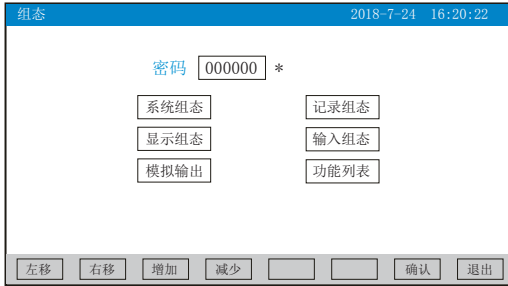 组态 2018-7-24 16:20:22
密码 000000 *
系统组态 记录组态
显示组态 输入组态
模拟输出 功能列表
左移 右移 增加 减少 确认 退出